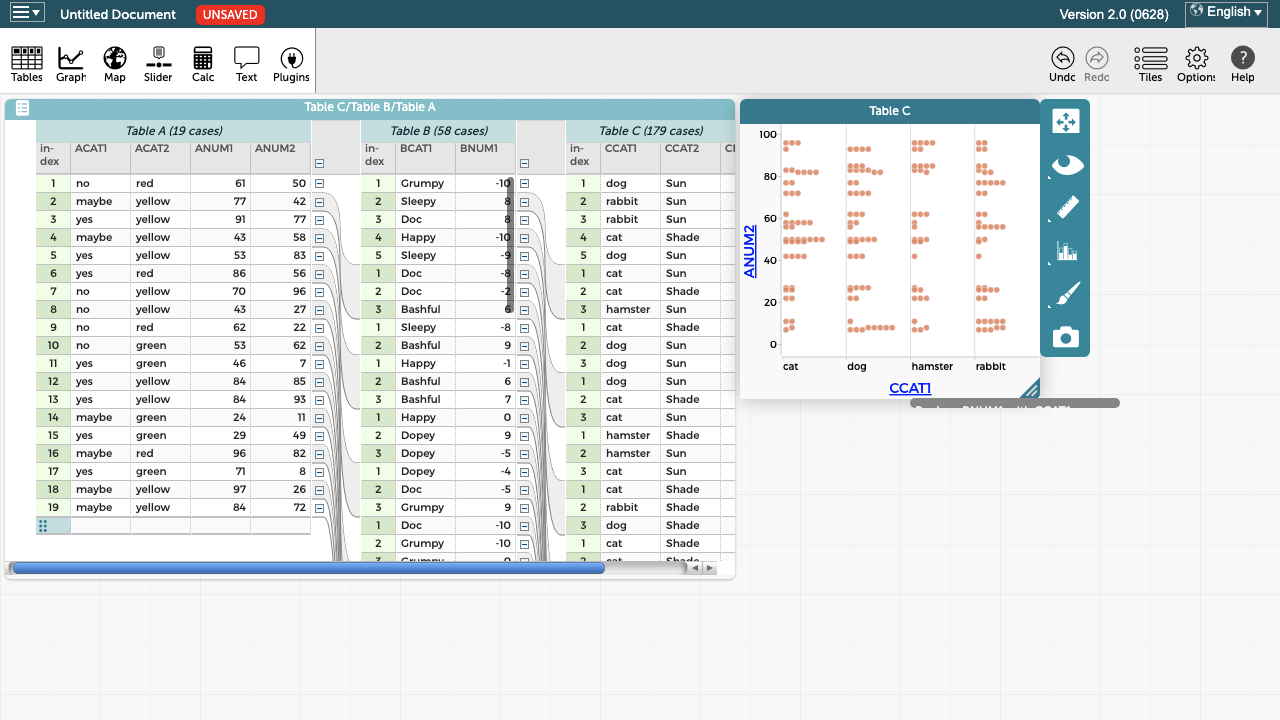 Untitled Document UNSAVED Version 2.0 (0628) English
Tables Graph Map Slider Calc Text Plugins Undo Redo Tiles Options Help
Table C/Table B/Table A
Table A (19 cases) Table B (58 cases) Table C (179 cases)
in-dex ACAT1 ACAT2 ANUM1 ANUM2 in-dex BCAT1 BNUM1 in-dex CCAT1 CCAT2
1 no red 61 50 1 Grumpy -10 1 dog Sun
2 maybe yellow 77 42 2 Sleepy 8 2 rabbit Sun
3 yes yellow 91 77 3 Doc 8 3 rabbit Sun
4 maybe yellow 43 58 4 Happy -10 4 cat Shade
5 yes yellow 53 83 5 Sleepy -9 5 dog Sun
6 yes red 86 56 1 Doc -8 1 cat Sun
7 no yellow 70 96 2 Doc -2 2 cat Shade
8 no yellow 43 27 3 Bashful 6 3 hamster Sun
9 no red 62 22 1 Sleepy -8 1 cat Shade
10 no green 53 62 2 Bashful 9 2 dog Shade
11 yes green 46 7 1 Happy -1 3 dog Sun
12 yes yellow 84 85 2 Bashful 6 1 dog Sun
13 yes yellow 84 93 3 Bashful 7 2 cat Shade
14 maybe green 24 11 1 Happy 0 3 cat Sun
15 yes green 29 49 2 Dopey 9 1 hamster Shade
16 maybe red 96 82 3 Dopey -5 2 hamster Sun
17 yes green 71 8 1 Dopey -4 3 cat Sun
18 maybe yellow 97 26 2 Doc -5 1 cat Shade
19 maybe yellow 84 72 3 Grumpy 9 2 rabbit Shade
1 Doc -10 3 dog Shade
2 Grumpy -10 1 cat Shade
3 Grumpy 0 2 cat Shade
Table C
100
80
60
40
20
0
ANUM2
cat dog hamster rabbit
CCAT1